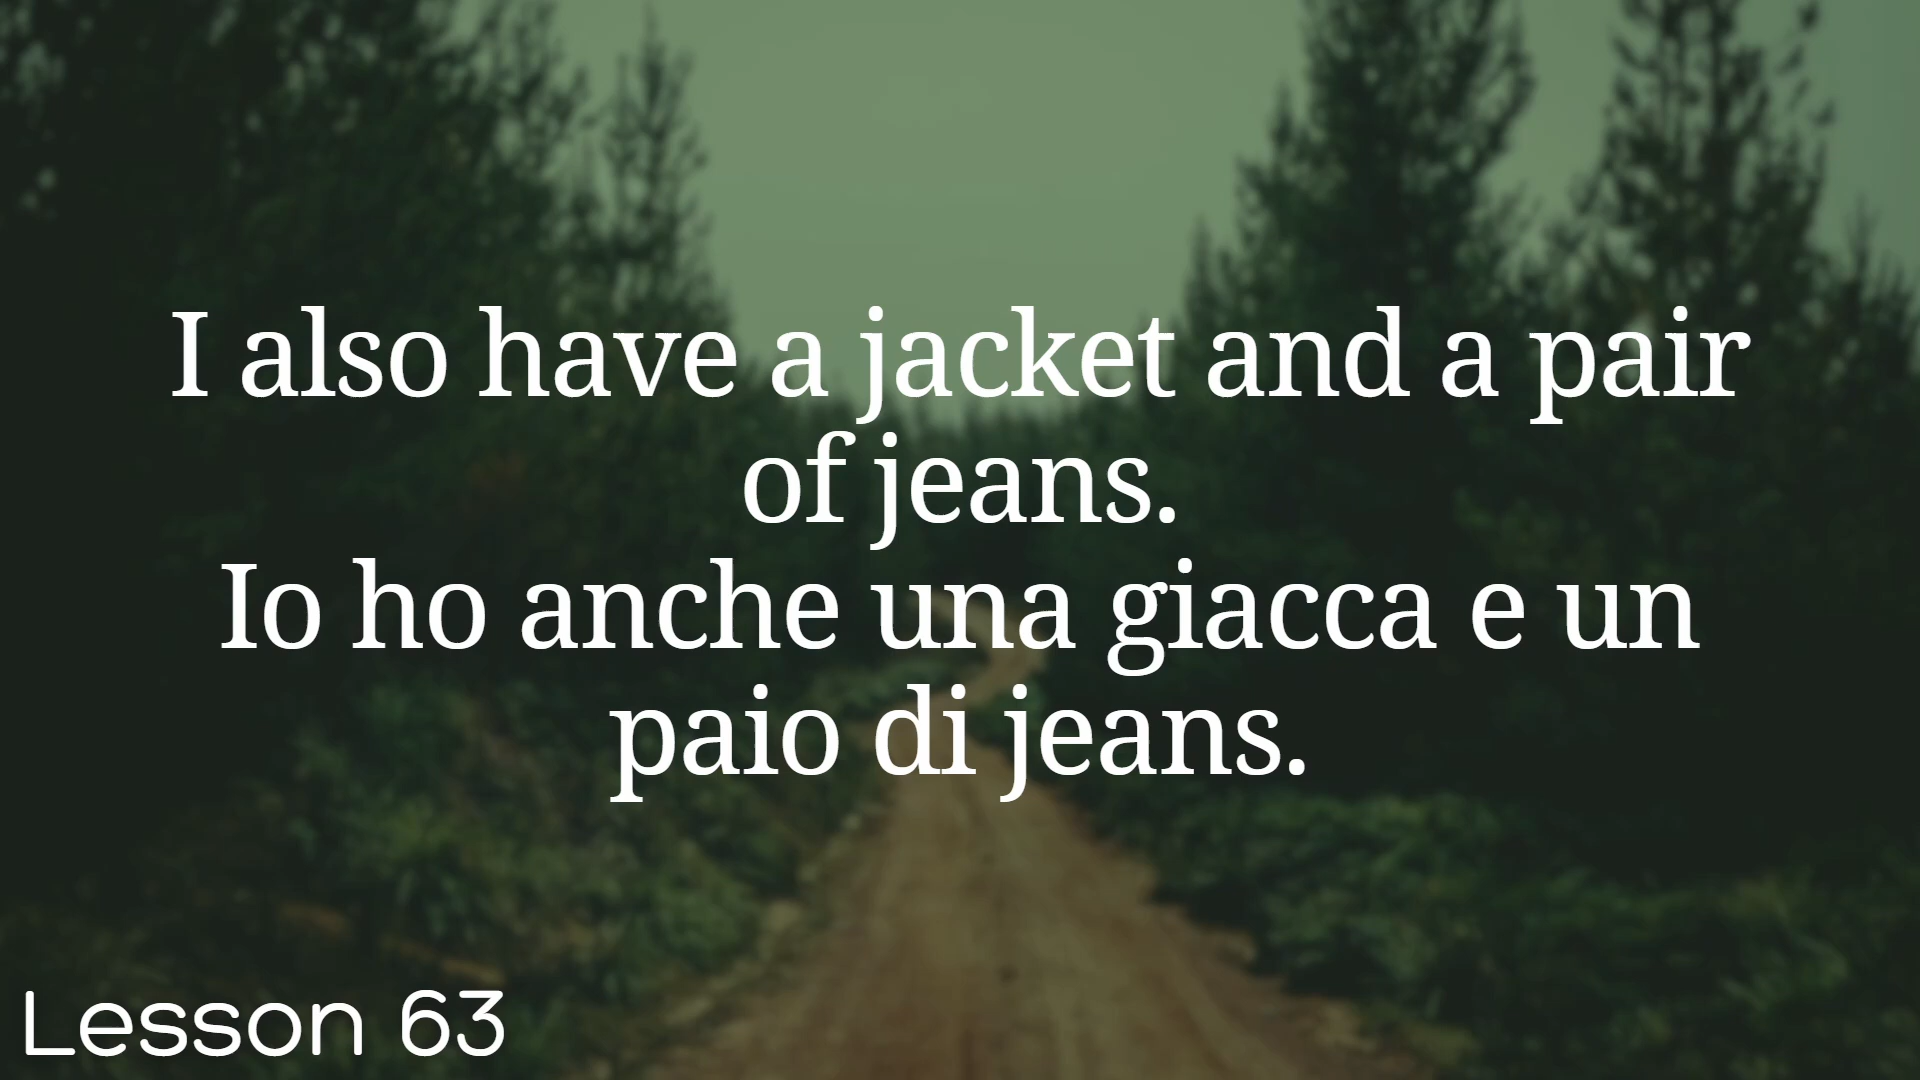 I also have a jacket and a pair
of jeans.
Io ho anche una giacca e un
paio di jeans.
Lesson 63